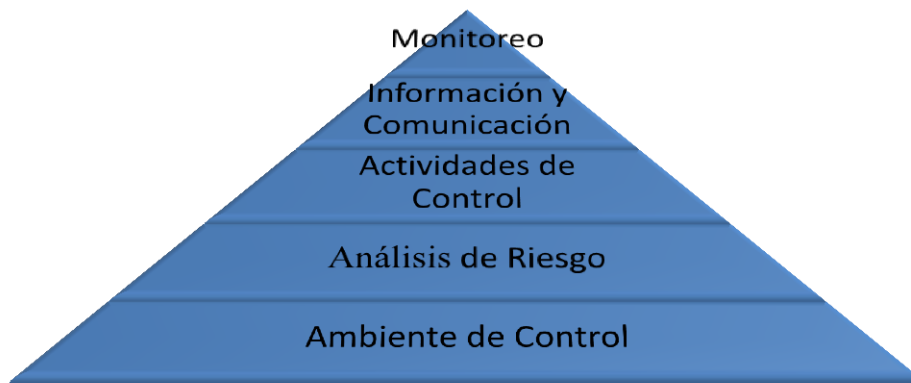 Monitoreo
Información y
Comunicación
Actividades de
Control
Análisis de Riesgo
Ambiente de Control